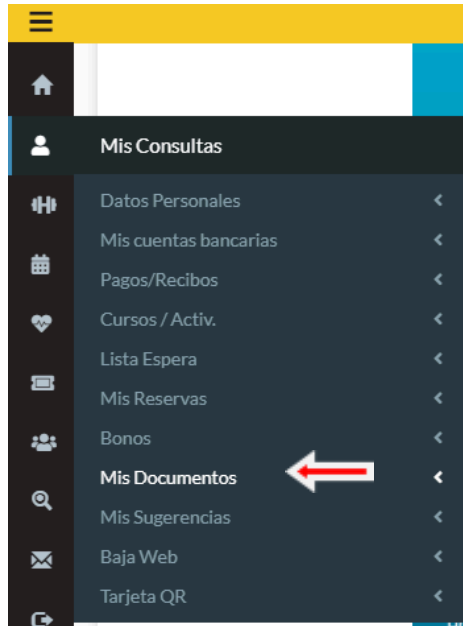 Mis Consultas
Datos Personales
Mis cuentas bancarias
Pagos/Recibos
Cursos / Activ.
Lista Espera
Mis Reservas
Bonos
Mis Documentos
Mis Sugerencias
Baja Web
Tarjeta QR